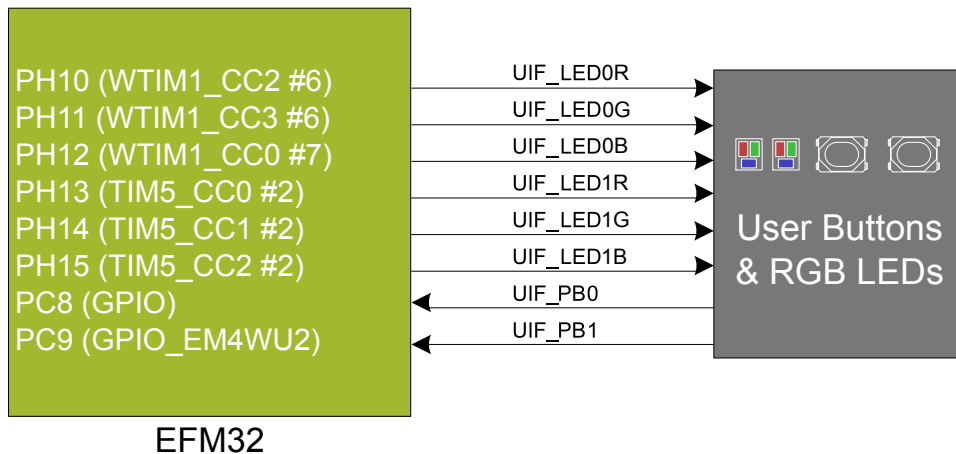 PH10 (WTIM1_CC2 #6)
PH11 (WTIM1_CC3 #6)
PH12 (WTIM1_CC0 #7)
PH13 (TIM5_CC0 #2)
PH14 (TIM5_CC1 #2)
PH15 (TIM5_CC2 #2)
PC8 (GPIO)
PC9 (GPIO_EM4WU2)
UIF_LED0R
UIF_LED0G
UIF_LED0B
UIF_LED1R
UIF_LED1G
UIF_LED1B
UIF_PB0
UIF_PB1
User Buttons
& RGB LEDs
EFM32